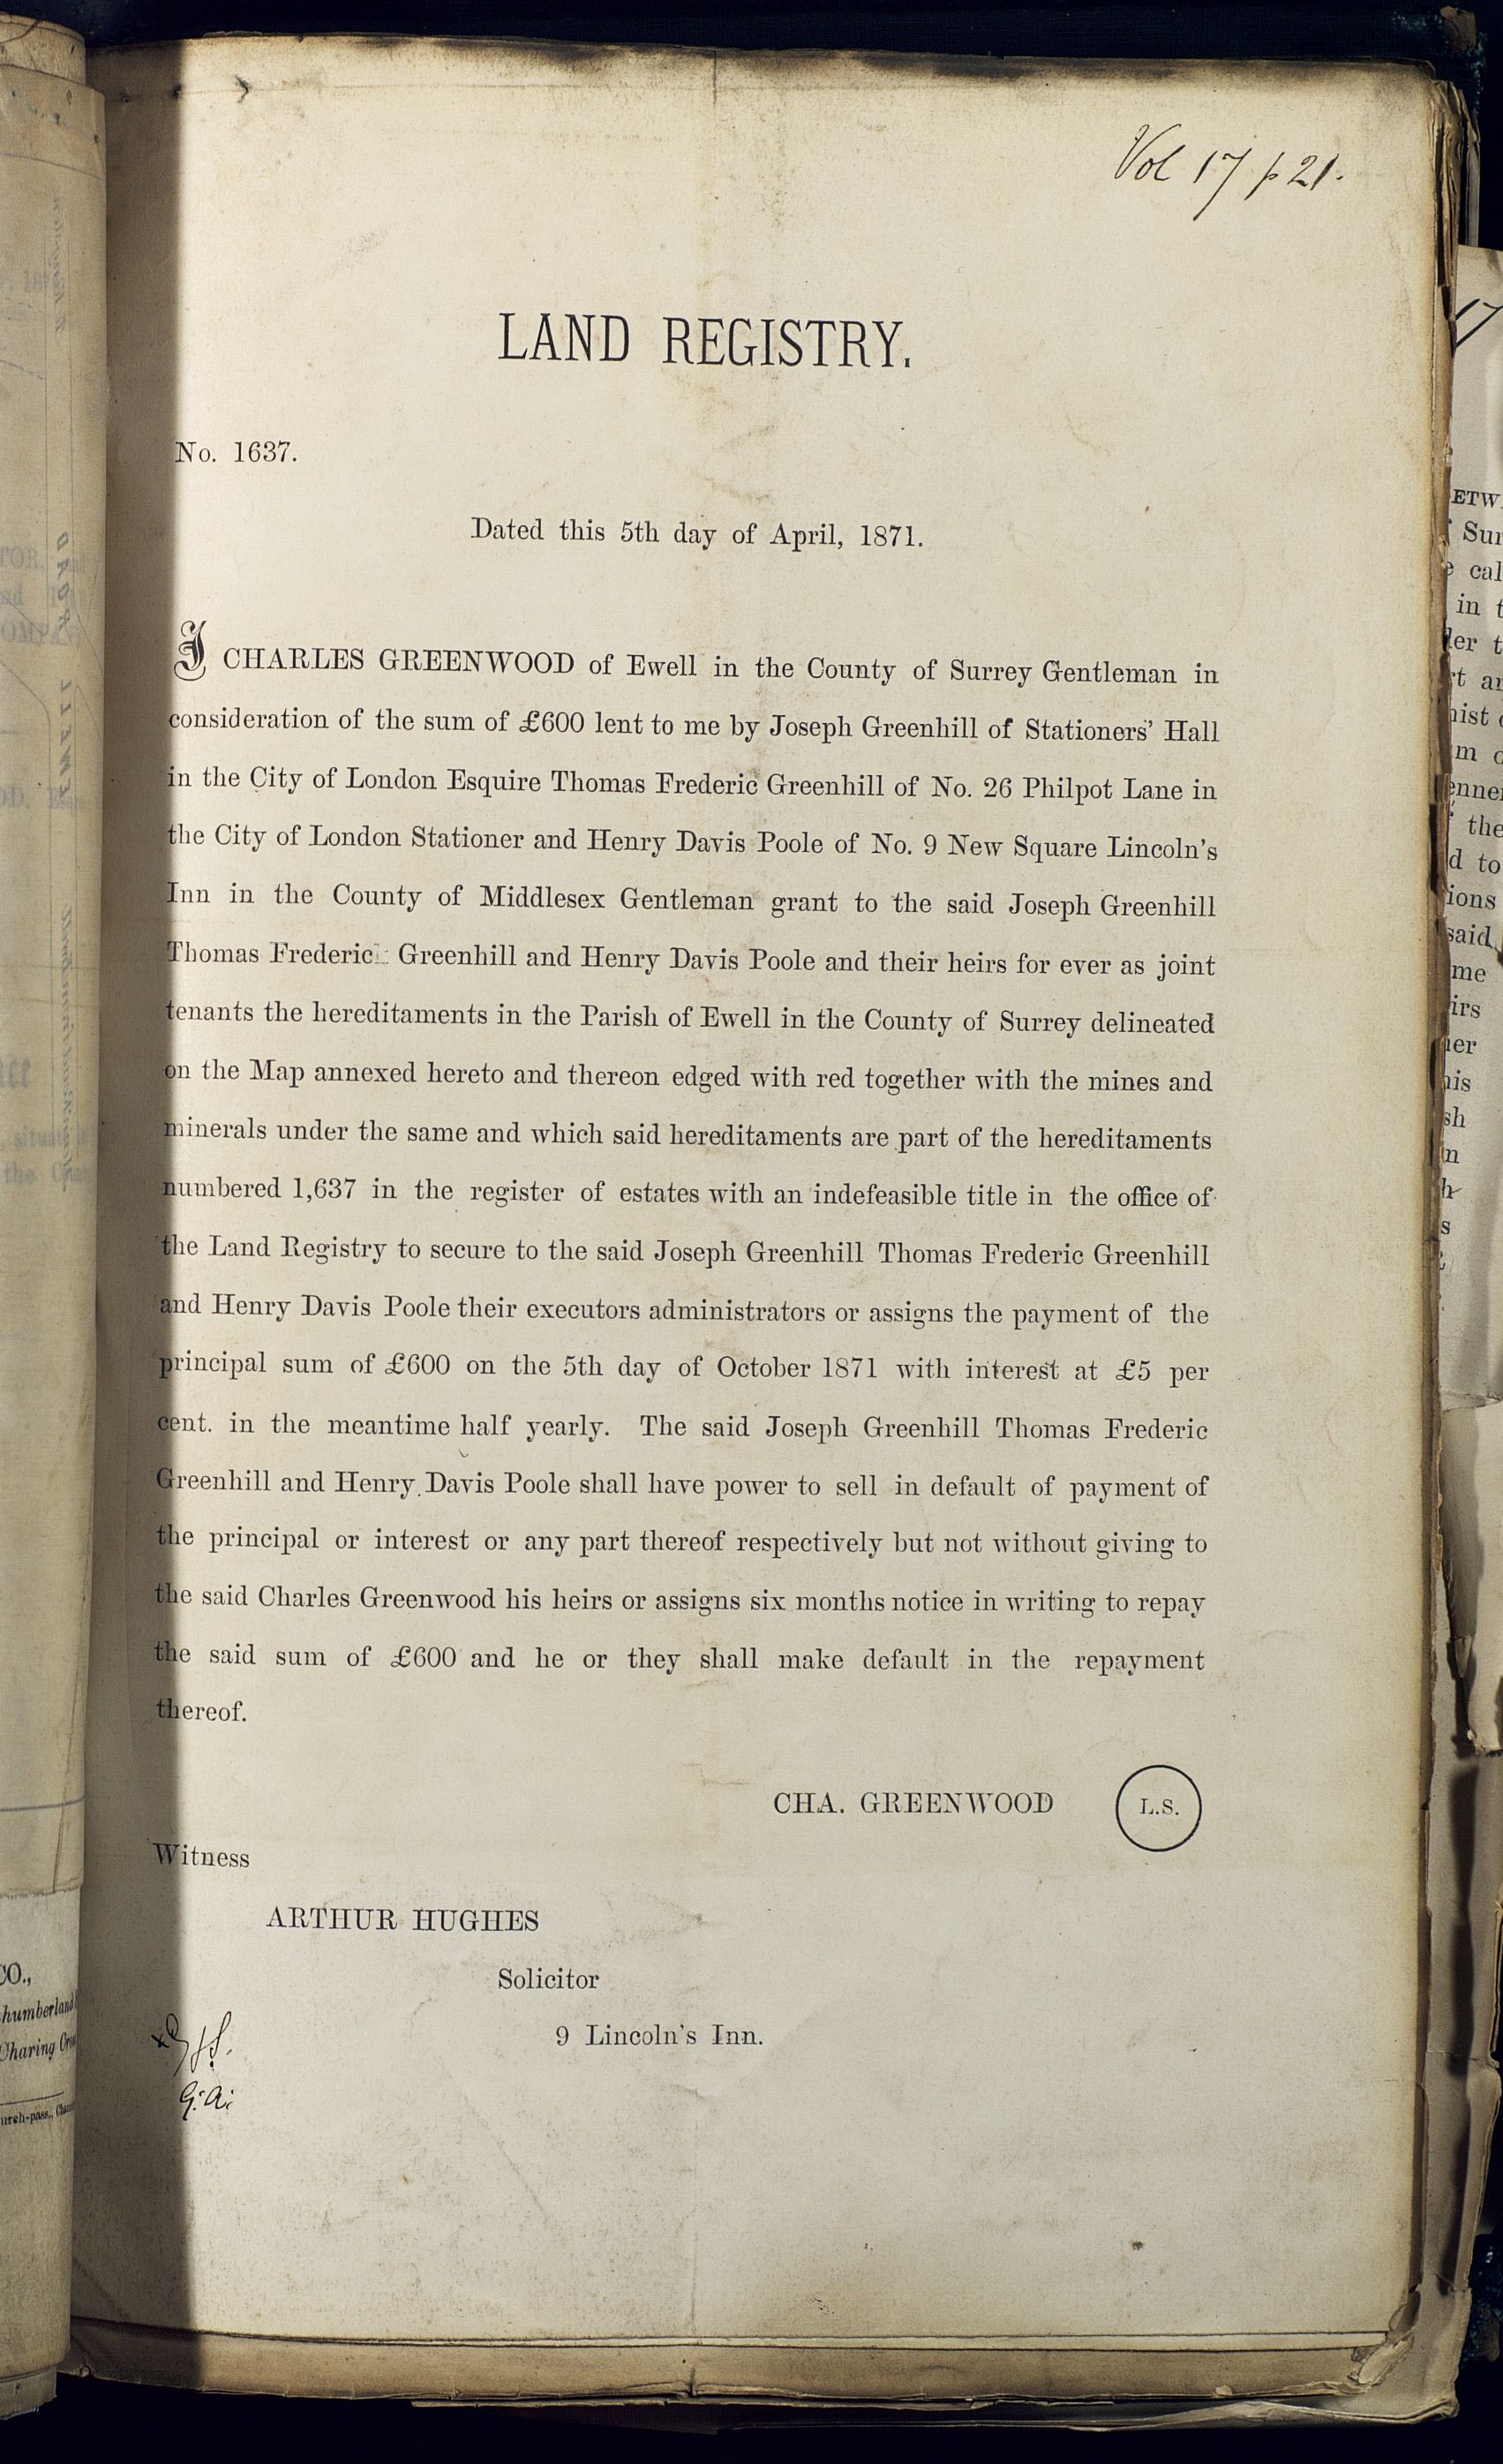 Vol 17 p 21.
LAND REGISTRY.
No. 1637.
Dated this 5th day of April, 1871.
I CHARLES GREENWOOD of Ewell in the County of Surrey Gentleman in
consideration of the sum of £600 lent to me by Joseph Greenhill of Stationers' Hall
in the City of London Esquire Thomas Frederic Greenhill of No. 26 Philpot Lane in
the City of London Stationer and Henry Davis Poole of No. 9 New Square Lincoln's
Inn in the County of Middlesex Gentleman grant to the said Joseph Greenhill
Thomas Frederic Greenhill and Henry Davis Poole and their heirs for ever as joint
tenants the hereditaments in the Parish of Ewell in the County of Surrey delineated
on the Map annexed hereto and thereon edged with red together with the mines and
minerals under the same and which said hereditaments are part of the hereditaments
numbered 1,637 in the register of estates with an indefeasible title in the office of
the Land Registry to secure to the said Joseph Greenhill Thomas Frederic Greenhill
and Henry Davis Poole their executors administrators or assigns the payment of the
principal sum of £600 on the 5th day of October 1871 with interest at £5 per
cent. in the meantime half yearly. The said Joseph Greenhill Thomas Frederic
Greenhill and Henry Davis Poole shall have power to sell in default of payment of
the principal or interest or any part thereof respectively but not without giving to
the said Charles Greenwood his heirs or assigns six months notice in writing to repay
the said sum of £600 and he or they shall make default in the repayment
thereof.
CHA. GREENWOOD L.S.
Witness
ARTHUR HUGHES
Solicitor
9 Lincoln's Inn.
G. A.